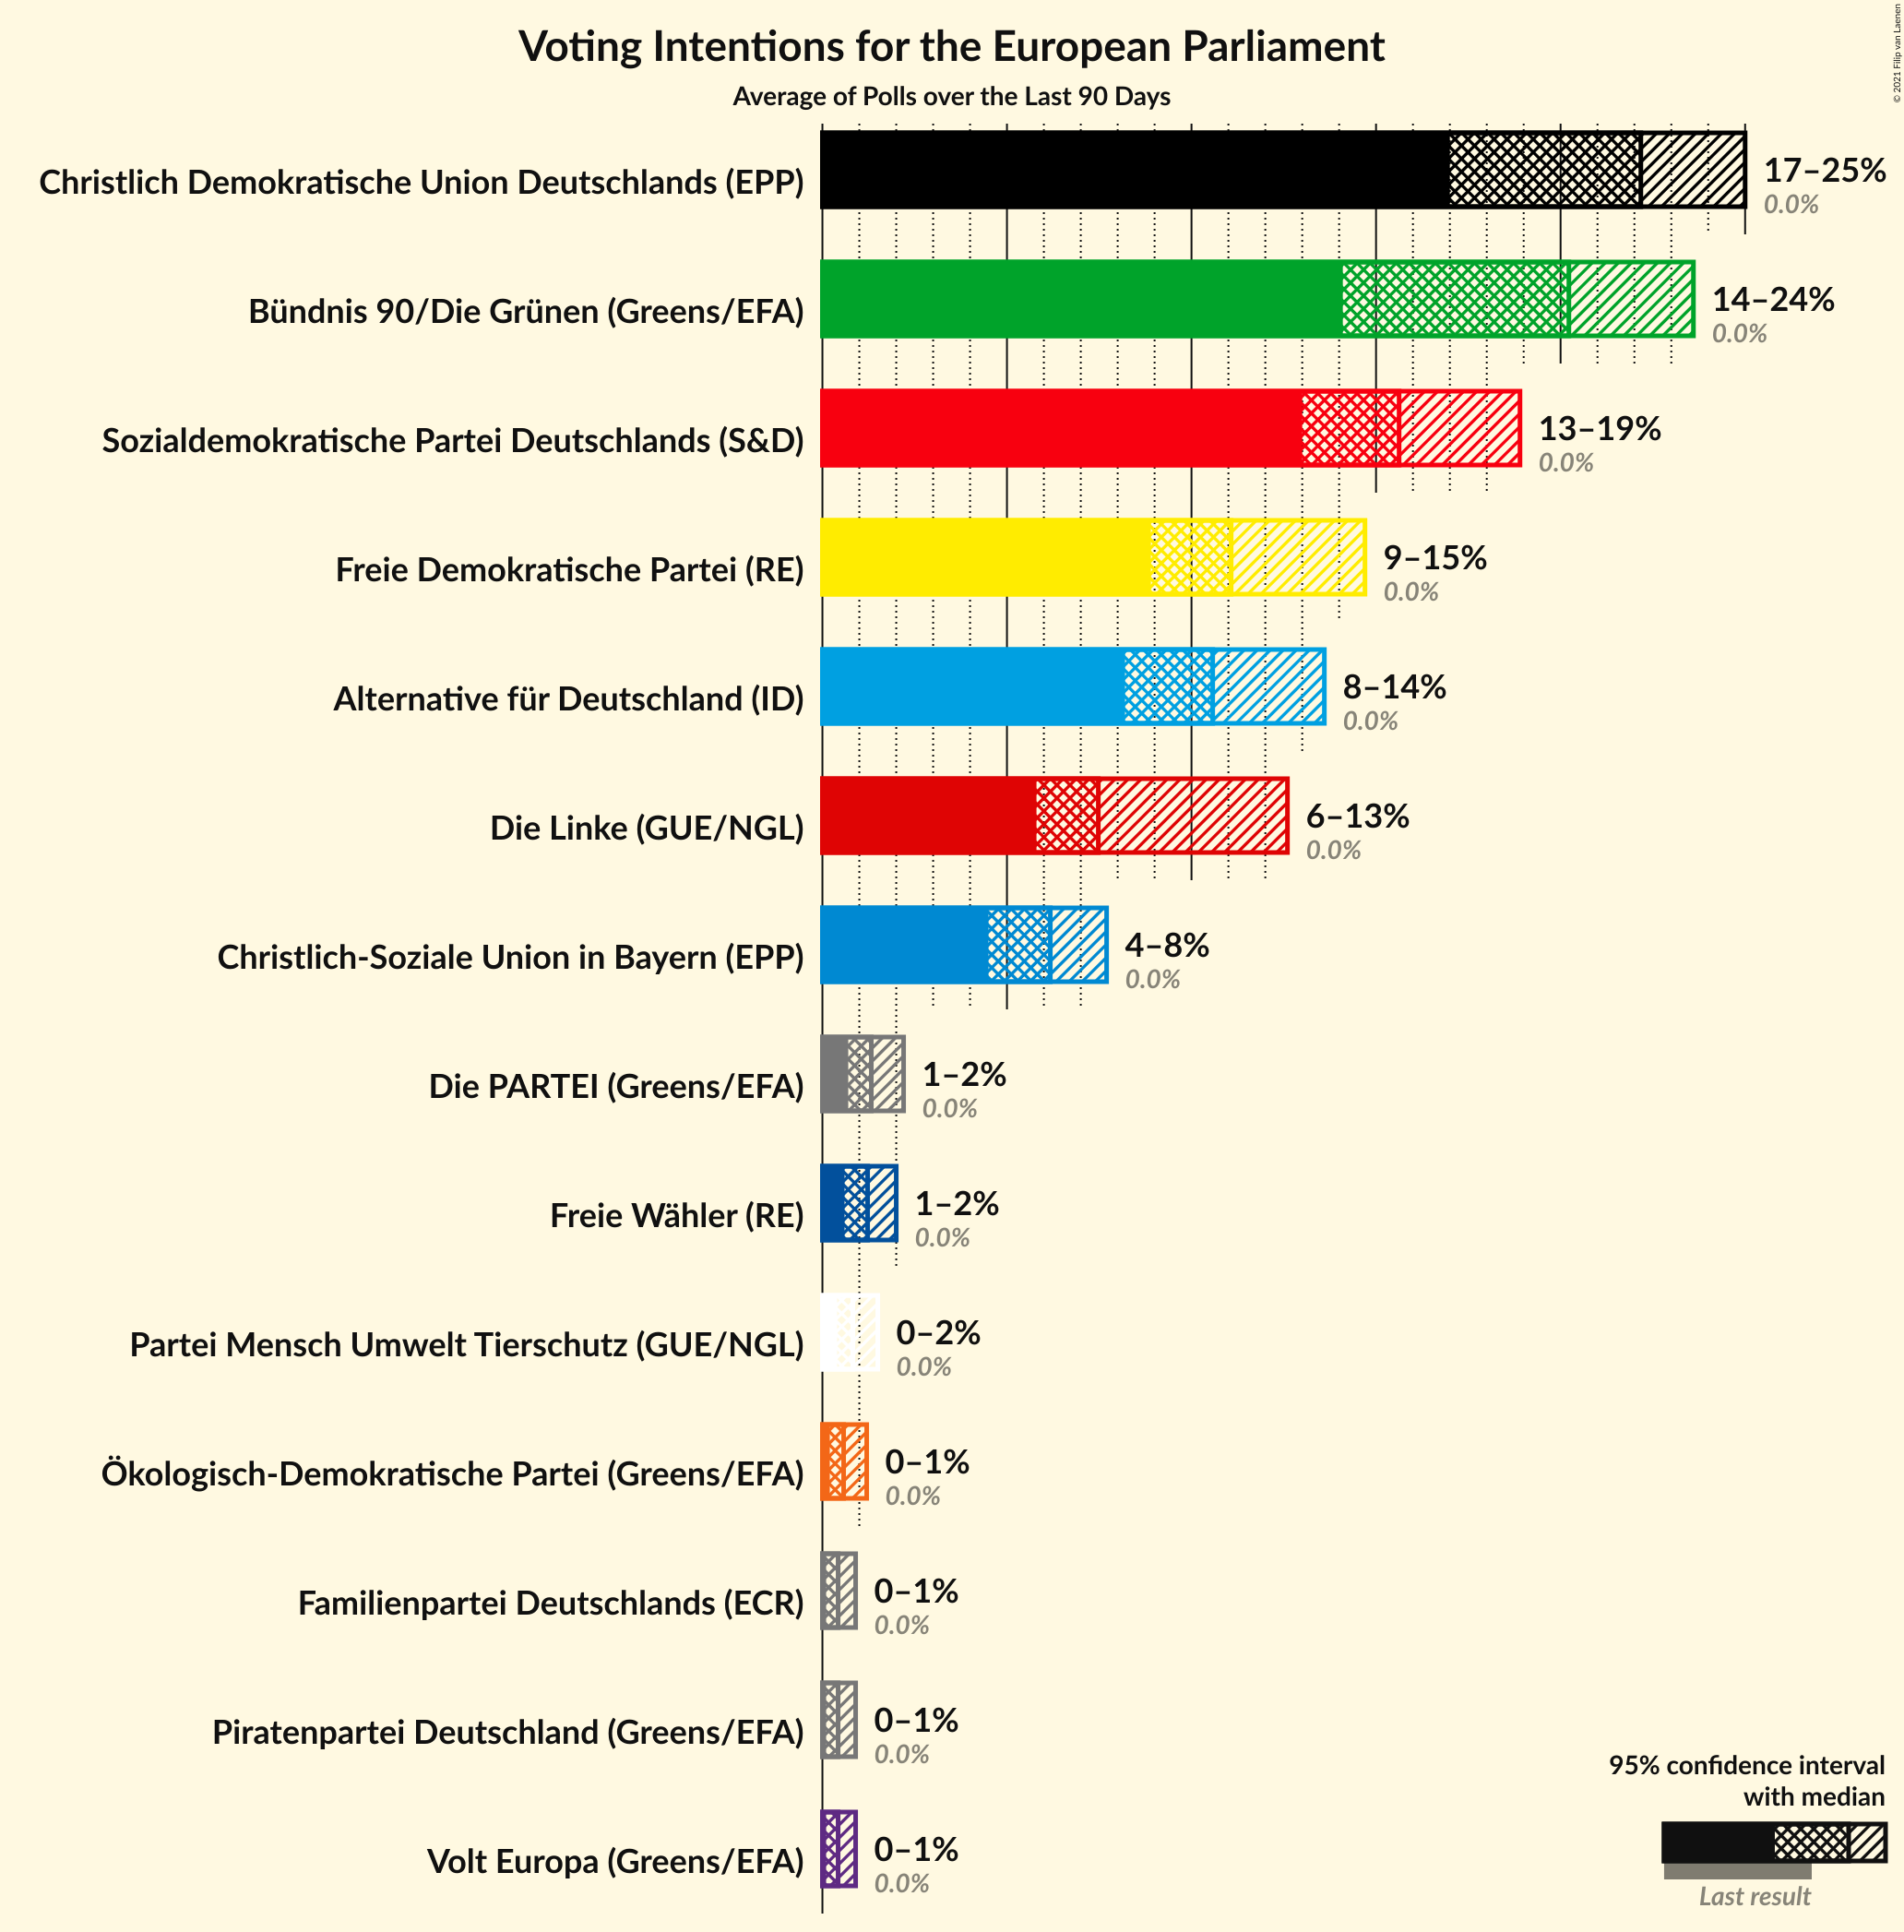 Voting Intentions for the European Parliament
Average of Polls over the Last 90 Days
© 2021 Filip van Laenen
Christlich Demokratische Union Deutschlands (EPP)
17–25%
0.0%
Bündnis 90/Die Grünen (Greens/EFA)
14–24%
0.0%
Sozialdemokratische Partei Deutschlands (S&D)
13–19%
0.0%
Freie Demokratische Partei (RE)
9–15%
0.0%
Alternative für Deutschland (ID)
8–14%
0.0%
Die Linke (GUE/NGL)
6–13%
0.0%
Christlich-Soziale Union in Bayern (EPP)
4–8%
0.0%
Die PARTEI (Greens/EFA)
1–2%
0.0%
Freie Wähler (RE)
1–2%
0.0%
Partei Mensch Umwelt Tierschutz (GUE/NGL)
0–2%
0.0%
Ökologisch-Demokratische Partei (Greens/EFA)
0–1%
0.0%
Familienpartei Deutschlands (ECR)
0–1%
0.0%
Piratenpartei Deutschland (Greens/EFA)
0–1%
0.0%
Volt Europa (Greens/EFA)
0–1%
0.0%
95% confidence interval
with median
Last result